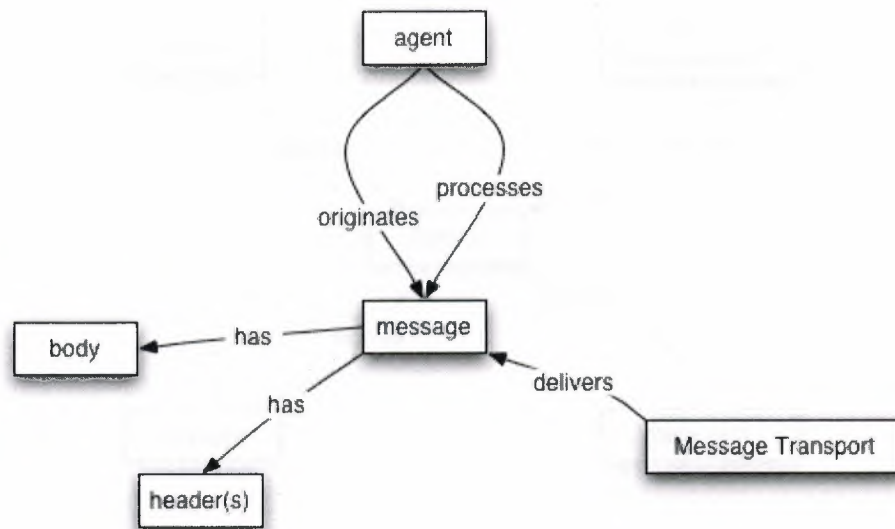 agent
processes
originates
message
has
body
delivers
has
Message Transport
header(s)